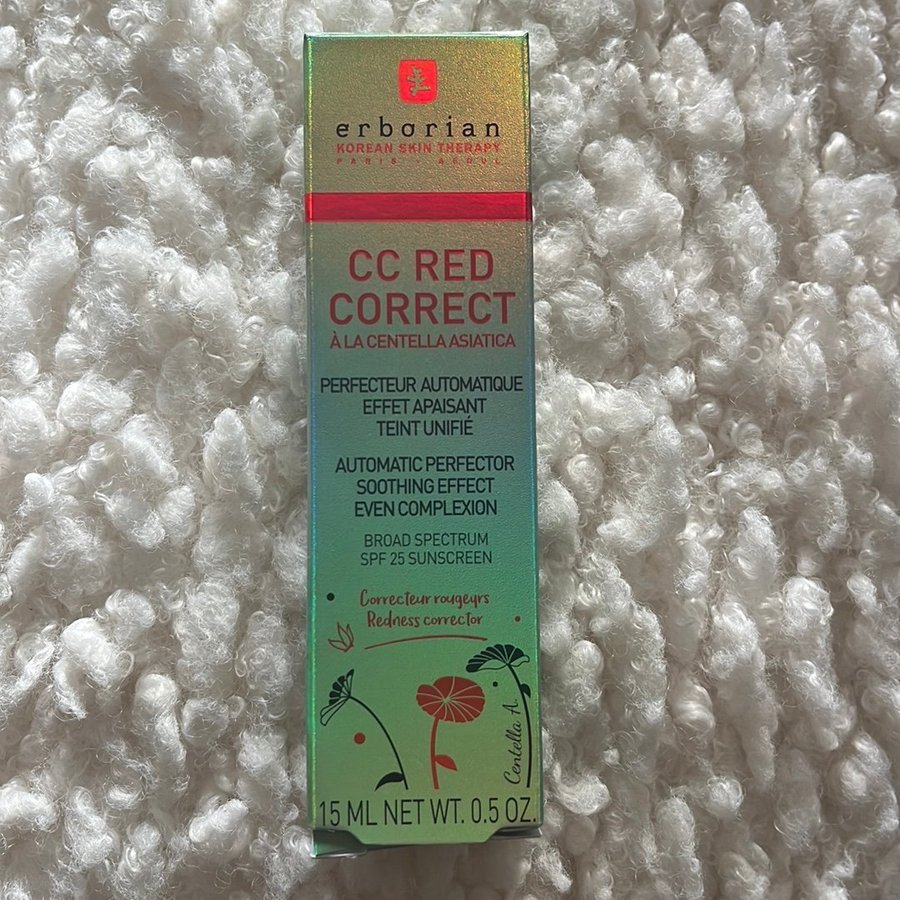 erborian
KOREAN SKIN THERAPY
PARIS - SEOUL
CC RED
CORRECT
À LA CENTELLA ASIATICA
PERFECTEUR AUTOMATIQUE
EFFET APAISANT
TEINT UNIFIÉ
AUTOMATIC PERFECTOR
SOOTHING EFFECT
EVEN COMPLEXION
BROAD SPECTRUM
SPF 25 SUNSCREEN
Correcteur rougeurs
Redness corrector
Centella A.
15 ML NET WT. 0.5 OZ.